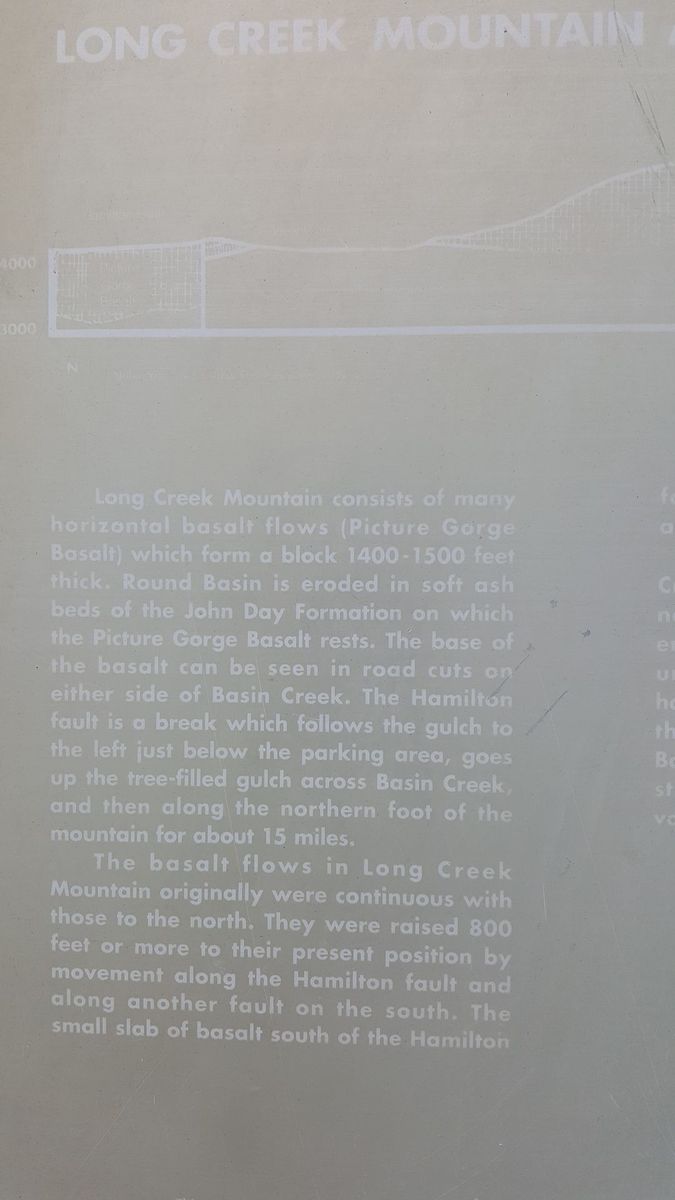 LONG CREEK MOUNTAIN
4000
3000
Picture
Gorge
Basalt
N
Long Creek Mountain consists of many
horizontal basalt flows (Picture Gorge
Basalt) which form a block 1400-1500 feet
thick. Round Basin is eroded in soft ash
beds of the John Day Formation on which
the Picture Gorge Basalt rests. The base of
the basalt can be seen in road cuts on
either side of Basin Creek. The Hamilton
fault is a break which follows the gulch to
the left just below the parking area, goes
up the tree-filled gulch across Basin Creek,
and then along the northern foot of the
mountain for about 15 miles.
The basalt flows in Long Creek
Mountain originally were continuous with
those to the north. They were raised 800
feet or more to their present position by
movement along the Hamilton fault and
along another fault on the south. The
small slab of basalt south of the Hamilton